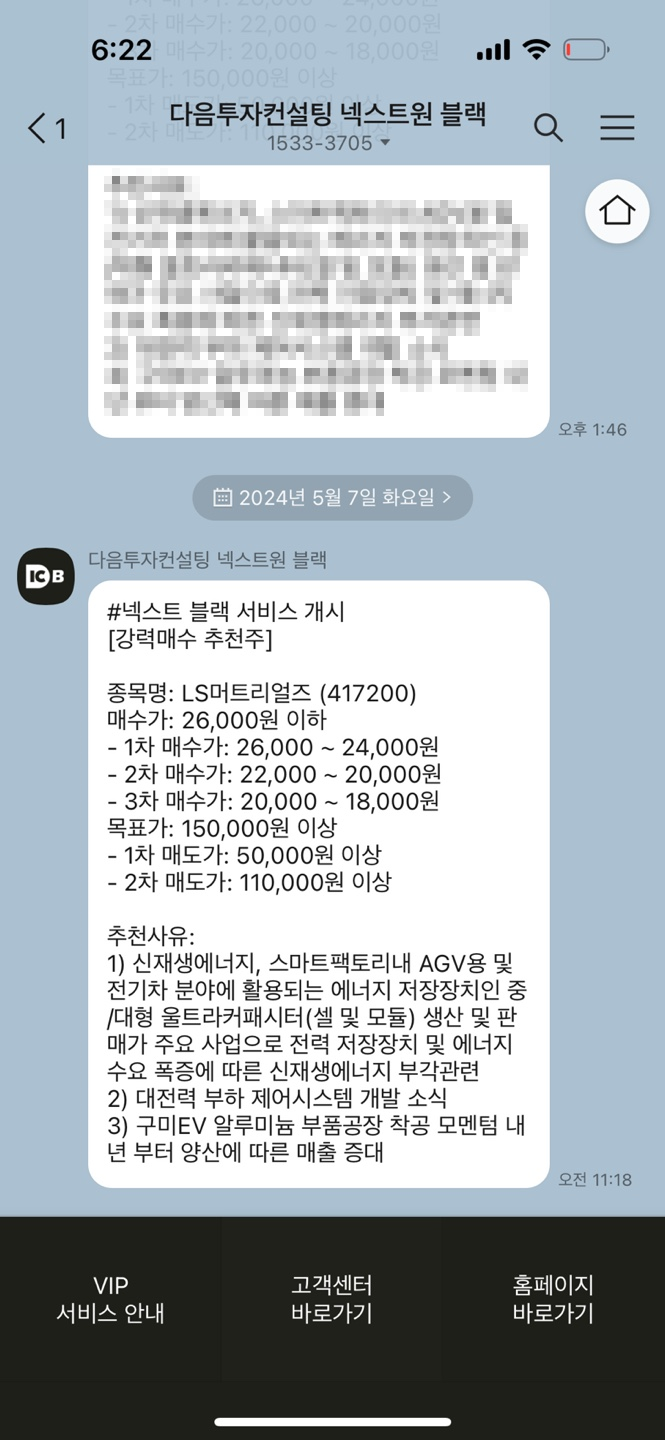 - 2차 매수가: 22,000 ~ 20,000원
6:22
매수가: 20,000 ~ 18,000원
목표가: 150,000원 이상
다음투자컨설팅 넥스트원 블랙
1
1533-3705
오후 1:46
2024년 5월 7일 화요일 >
다음투자컨설팅 넥스트원 블랙
IC B
#넥스트 블랙 서비스 개시
[강력매수 추천주]
종목명: LS머트리얼즈 (417200)
매수가: 26,000원 이하
- 1차 매수가: 26,000 ~ 24,000원
- 2차 매수가: 22,000 ~ 20,000원
- 3차 매수가: 20,000 ~ 18,000원
목표가: 150,000원 이상
- 1차 매도가: 50,000원 이상
- 2차 매도가: 110,000원 이상
추천사유:
1) 신재생에너지, 스마트팩토리내 AGV용 및
전기차 분야에 활용되는 에너지 저장장치인 중
/대형 울트라커패시터(셀 및 모듈) 생산 및 판
매가 주요 사업으로 전력 저장장치 및 에너지
수요 폭증에 따른 신재생에너지 부각관련
2) 대전력 부하 제어시스템 개발 소식
3) 구미EV 알루미늄 부품공장 착공 모멘텀 내
년 부터 양산에 따른 매출 증대
오전 11:18
VIP
서비스 안내
고객센터
바로가기
홈페이지
바로가기